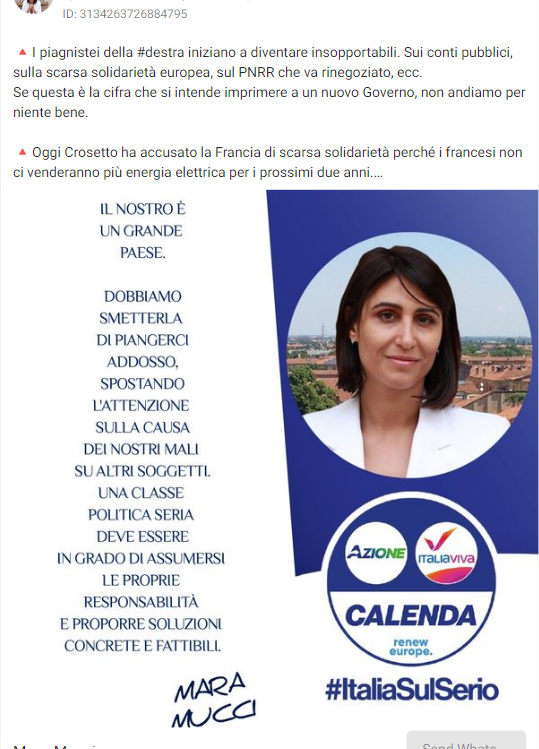 ID: 3134263726884795
🔺I piagnistei della #destra iniziano a diventare insopportabili. Sui conti pubblici,
sulla scarsa solidarietà europea, sul PNRR che va rinegoziato, ecc.
Se questa è la cifra che si intende imprimere a un nuovo Governo, non andiamo per
niente bene.
🔺Oggi Crosetto ha accusato la Francia di scarsa solidarietà perché i francesi non
ci venderanno più energia elettrica per i prossimi due anni....
IL NOSTRO È
UN GRANDE
PAESE.
DOBBIAMO
SMETTERLA
DI PIANGERCI
ADDOSSO,
SPOSTANDO
L'ATTENZIONE
SULLA CAUSA
DEI NOSTRI MALI
SU ALTRI SOGGETTI.
UNA CLASSE
POLITICA SERIA
DEVE ESSERE
IN GRADO DI ASSUMERSI
LE PROPRIE
RESPONSABILITÀ
E PROPORRE SOLUZIONI
CONCRETE E FATTIBILI.
MARA
MUCCI
AZIONE
ITALIAVIVA
CALENDA
renew
europe.
#ItaliaSulSerio
Send Whats...